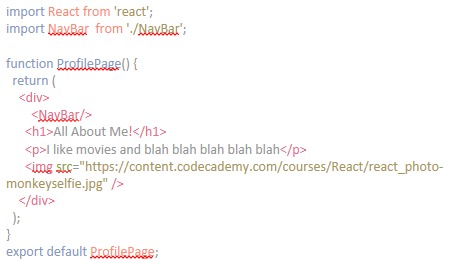 import React from 'react';
import NavBar  from './NavBar';

function ProfilePage() {
  return (
    <div>
       <NavBar/>
      <h1>All About Me!</h1>
      <p>I like movies and blah blah blah blah blah</p>
      <img src="https://content.codecademy.com/courses/React/react_photo-
monkeyselfie.jpg" />
    </div>
  );
}
export default ProfilePage;